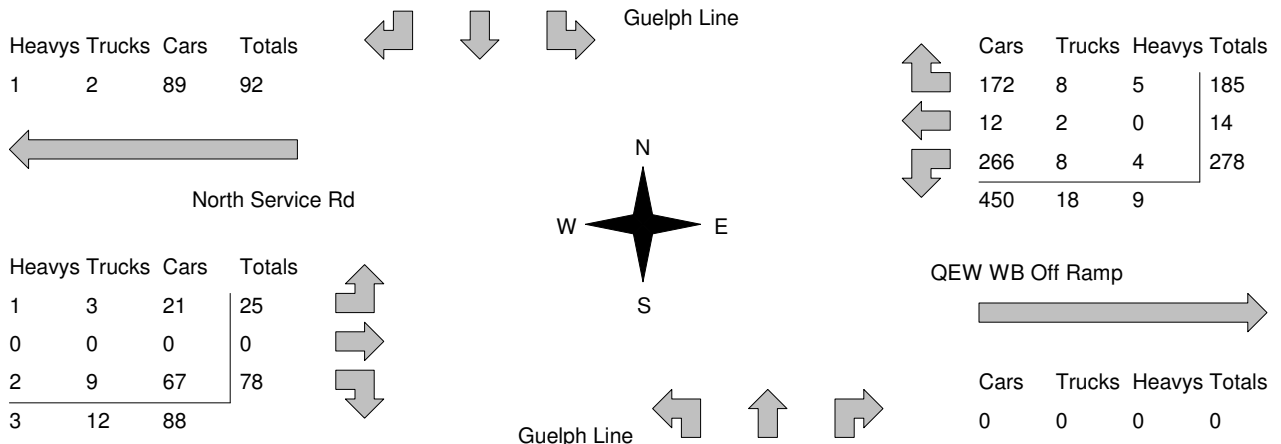 Guelph Line
Heavys Trucks Cars Totals
1 2 89 92
Cars Trucks Heavys Totals
172 8 5 185
12 2 0 14
266 8 4 278
450 18 9
North Service Rd
N
W E
S
Heavys Trucks Cars Totals
1 3 21 25
0 0 0 0
2 9 67 78
3 12 88
QEW WB Off Ramp
Cars Trucks Heavys Totals
0 0 0 0
Guelph Line